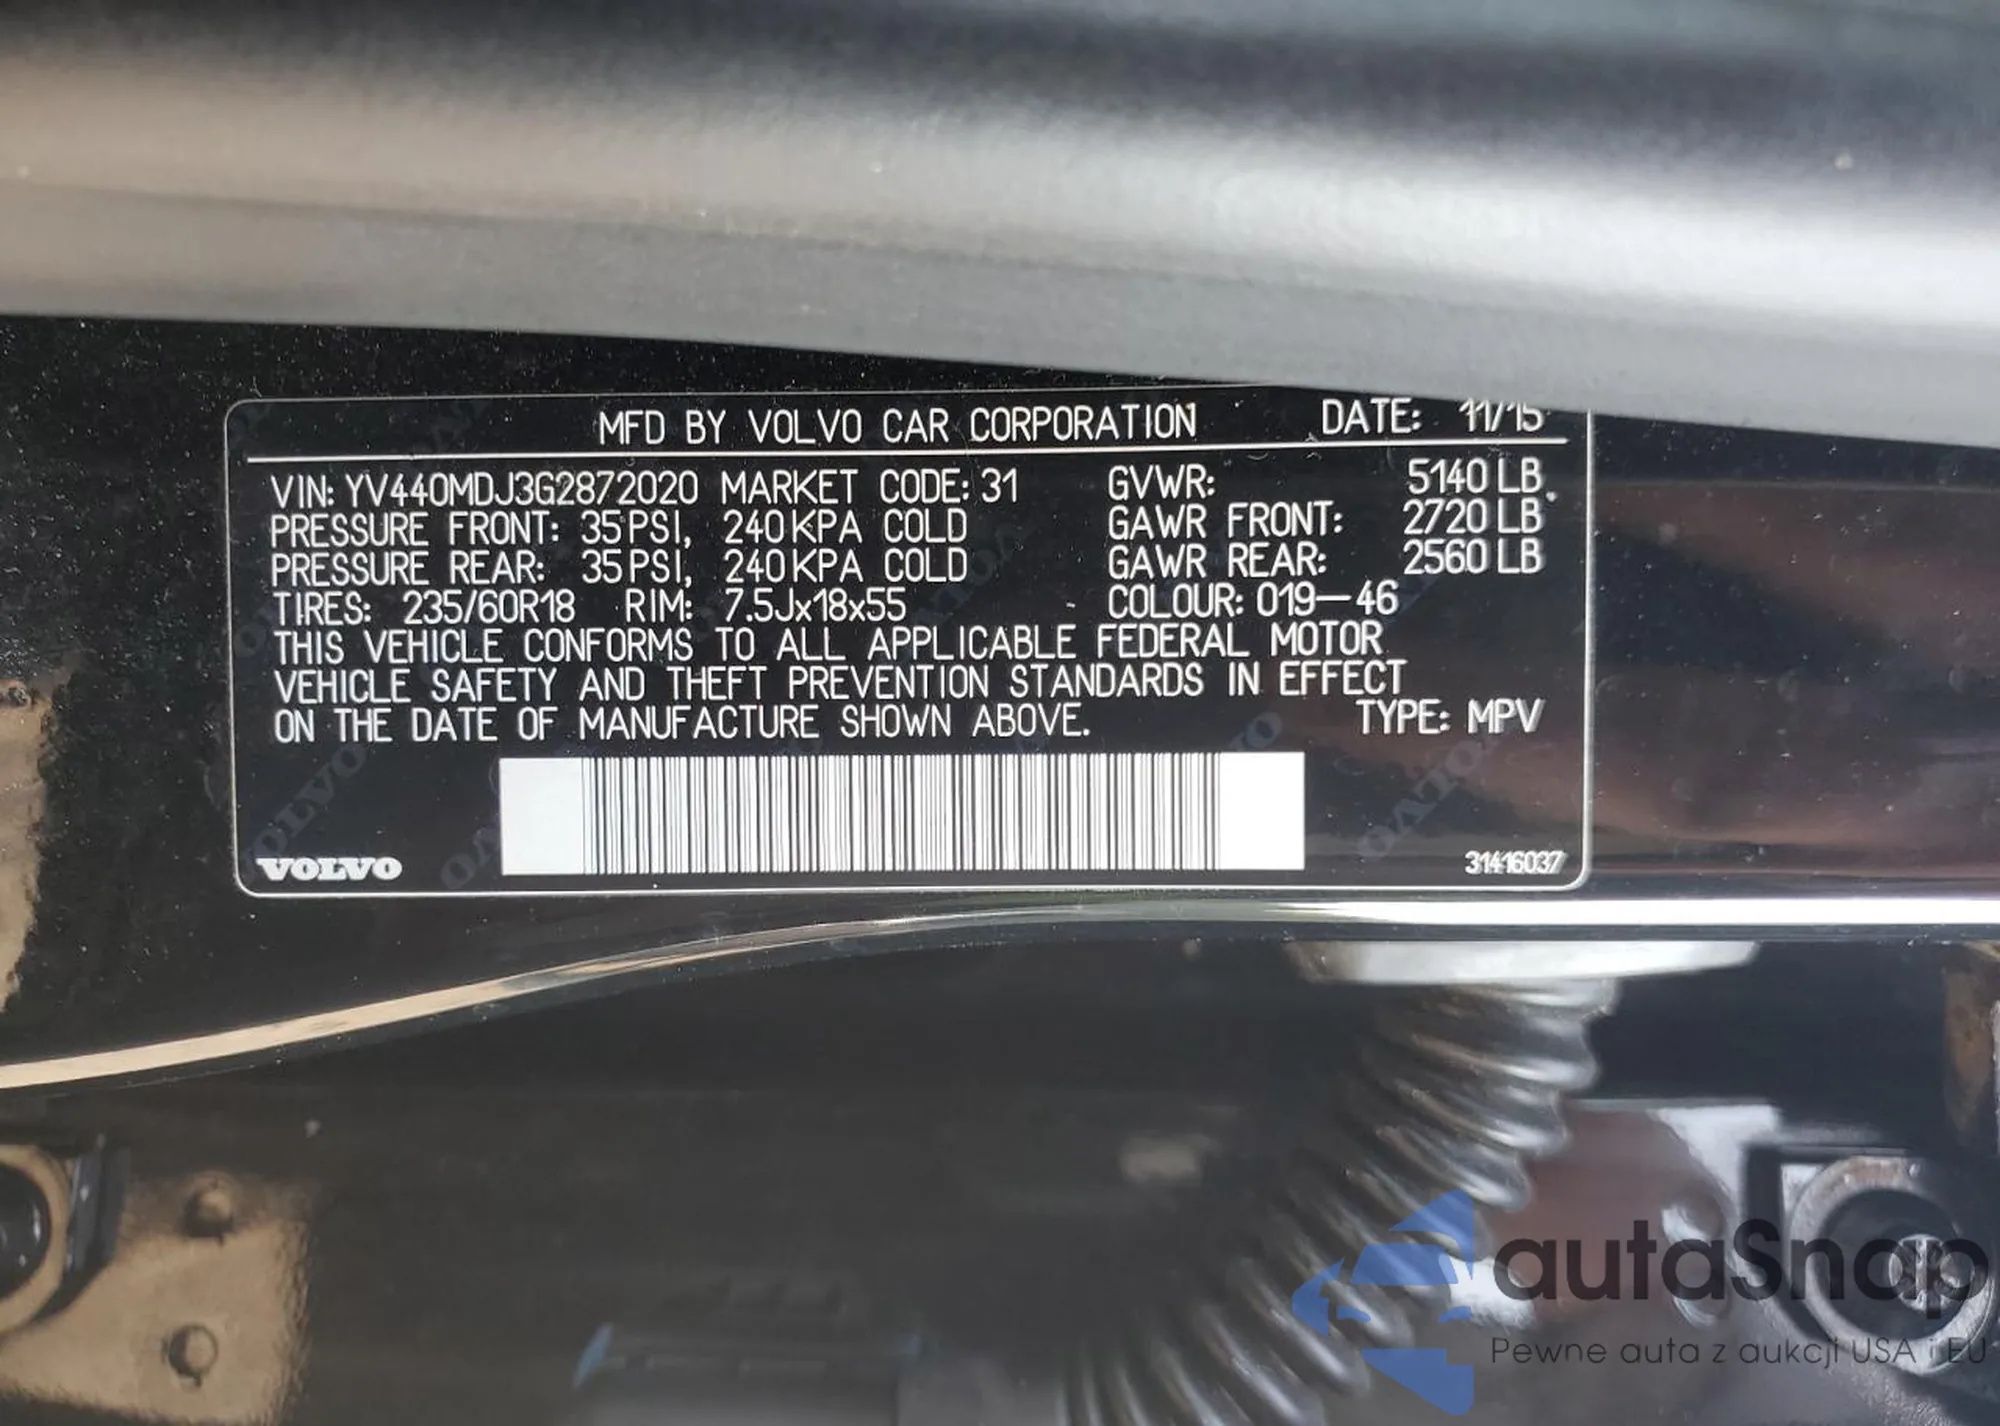 MFD BY VOLVO CAR CORPORATION DATE: 11/15
VIN: YV440MDJ3G2872020 MARKET CODE: 31 GVWR: 5140 LB
PRESSURE FRONT: 35 PSI, 240 KPA COLD GAWR FRONT: 2720 LB
PRESSURE REAR: 35 PSI, 240 KPA COLD GAWR REAR: 2560 LB
TIRES: 235/60R18 RIM: 7.5Jx18x55 COLOUR: 019-46
THIS VEHICLE CONFORMS TO ALL APPLICABLE FEDERAL MOTOR
VEHICLE SAFETY AND THEFT PREVENTION STANDARDS IN EFFECT
ON THE DATE OF MANUFACTURE SHOWN ABOVE. TYPE: MPV
VOLVO 31416037
autaSnap
Pewne auta z aukcji USA i EU